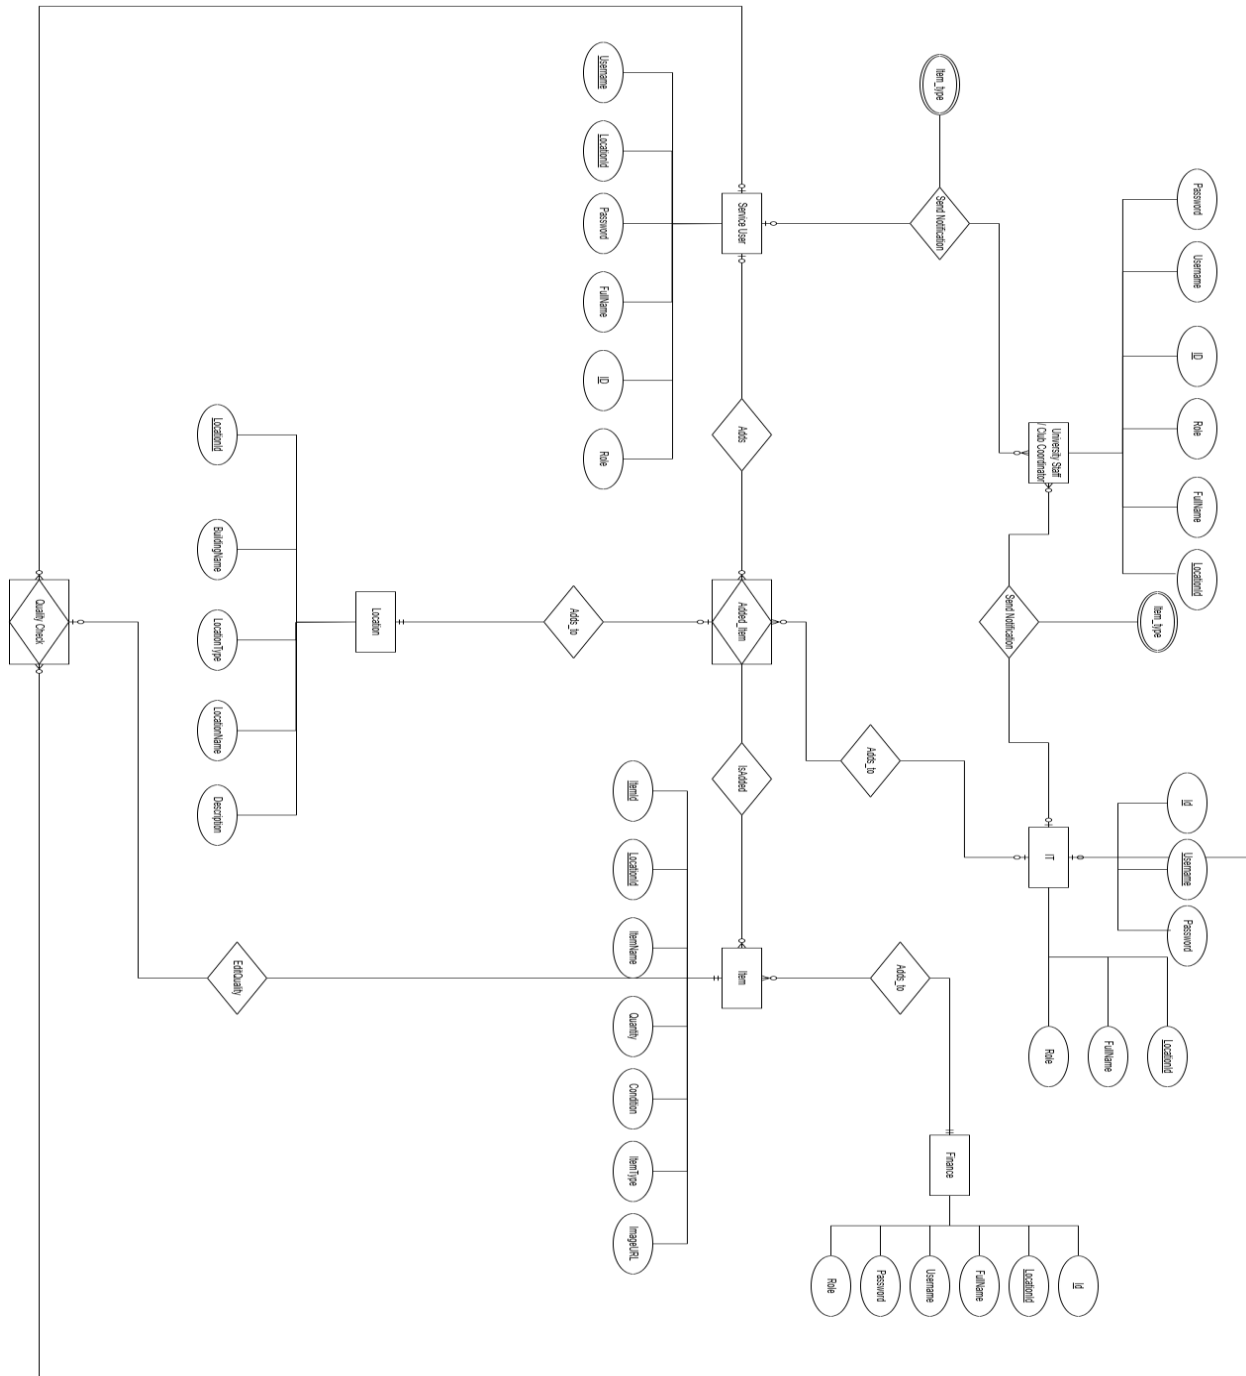 Item_type
Send Notification
Password
Username
ID
Role
FullName
LocationId
University Staff
/ Club Coordinator
Username
LocationId
Password
FullName
ID
Role
Service User
Adds
Send Notification
Item_type
LocationId
BuildingName
LocationType
LocationName
Description
Location
Adds_to
Added_Item
Adds_to
IsAdded
Quality Check
EditQuality
Id
Username
Password
IT
Role
FullName
LocationId
ItemId
LocationId
ItemName
Quantity
Condition
ItemType
ImageURL
Item
Adds_to
Finance
Role
Password
Username
FullName
LocationId
Id